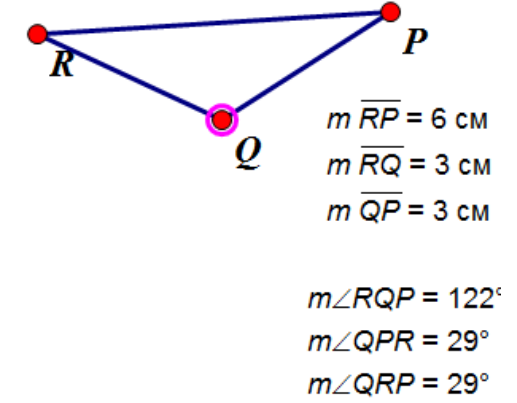 R
P
Q
m RP = 6 см
m RQ = 3 см
m QP = 3 см
m∠RQP = 122°
m∠QPR = 29°
m∠QRP = 29°